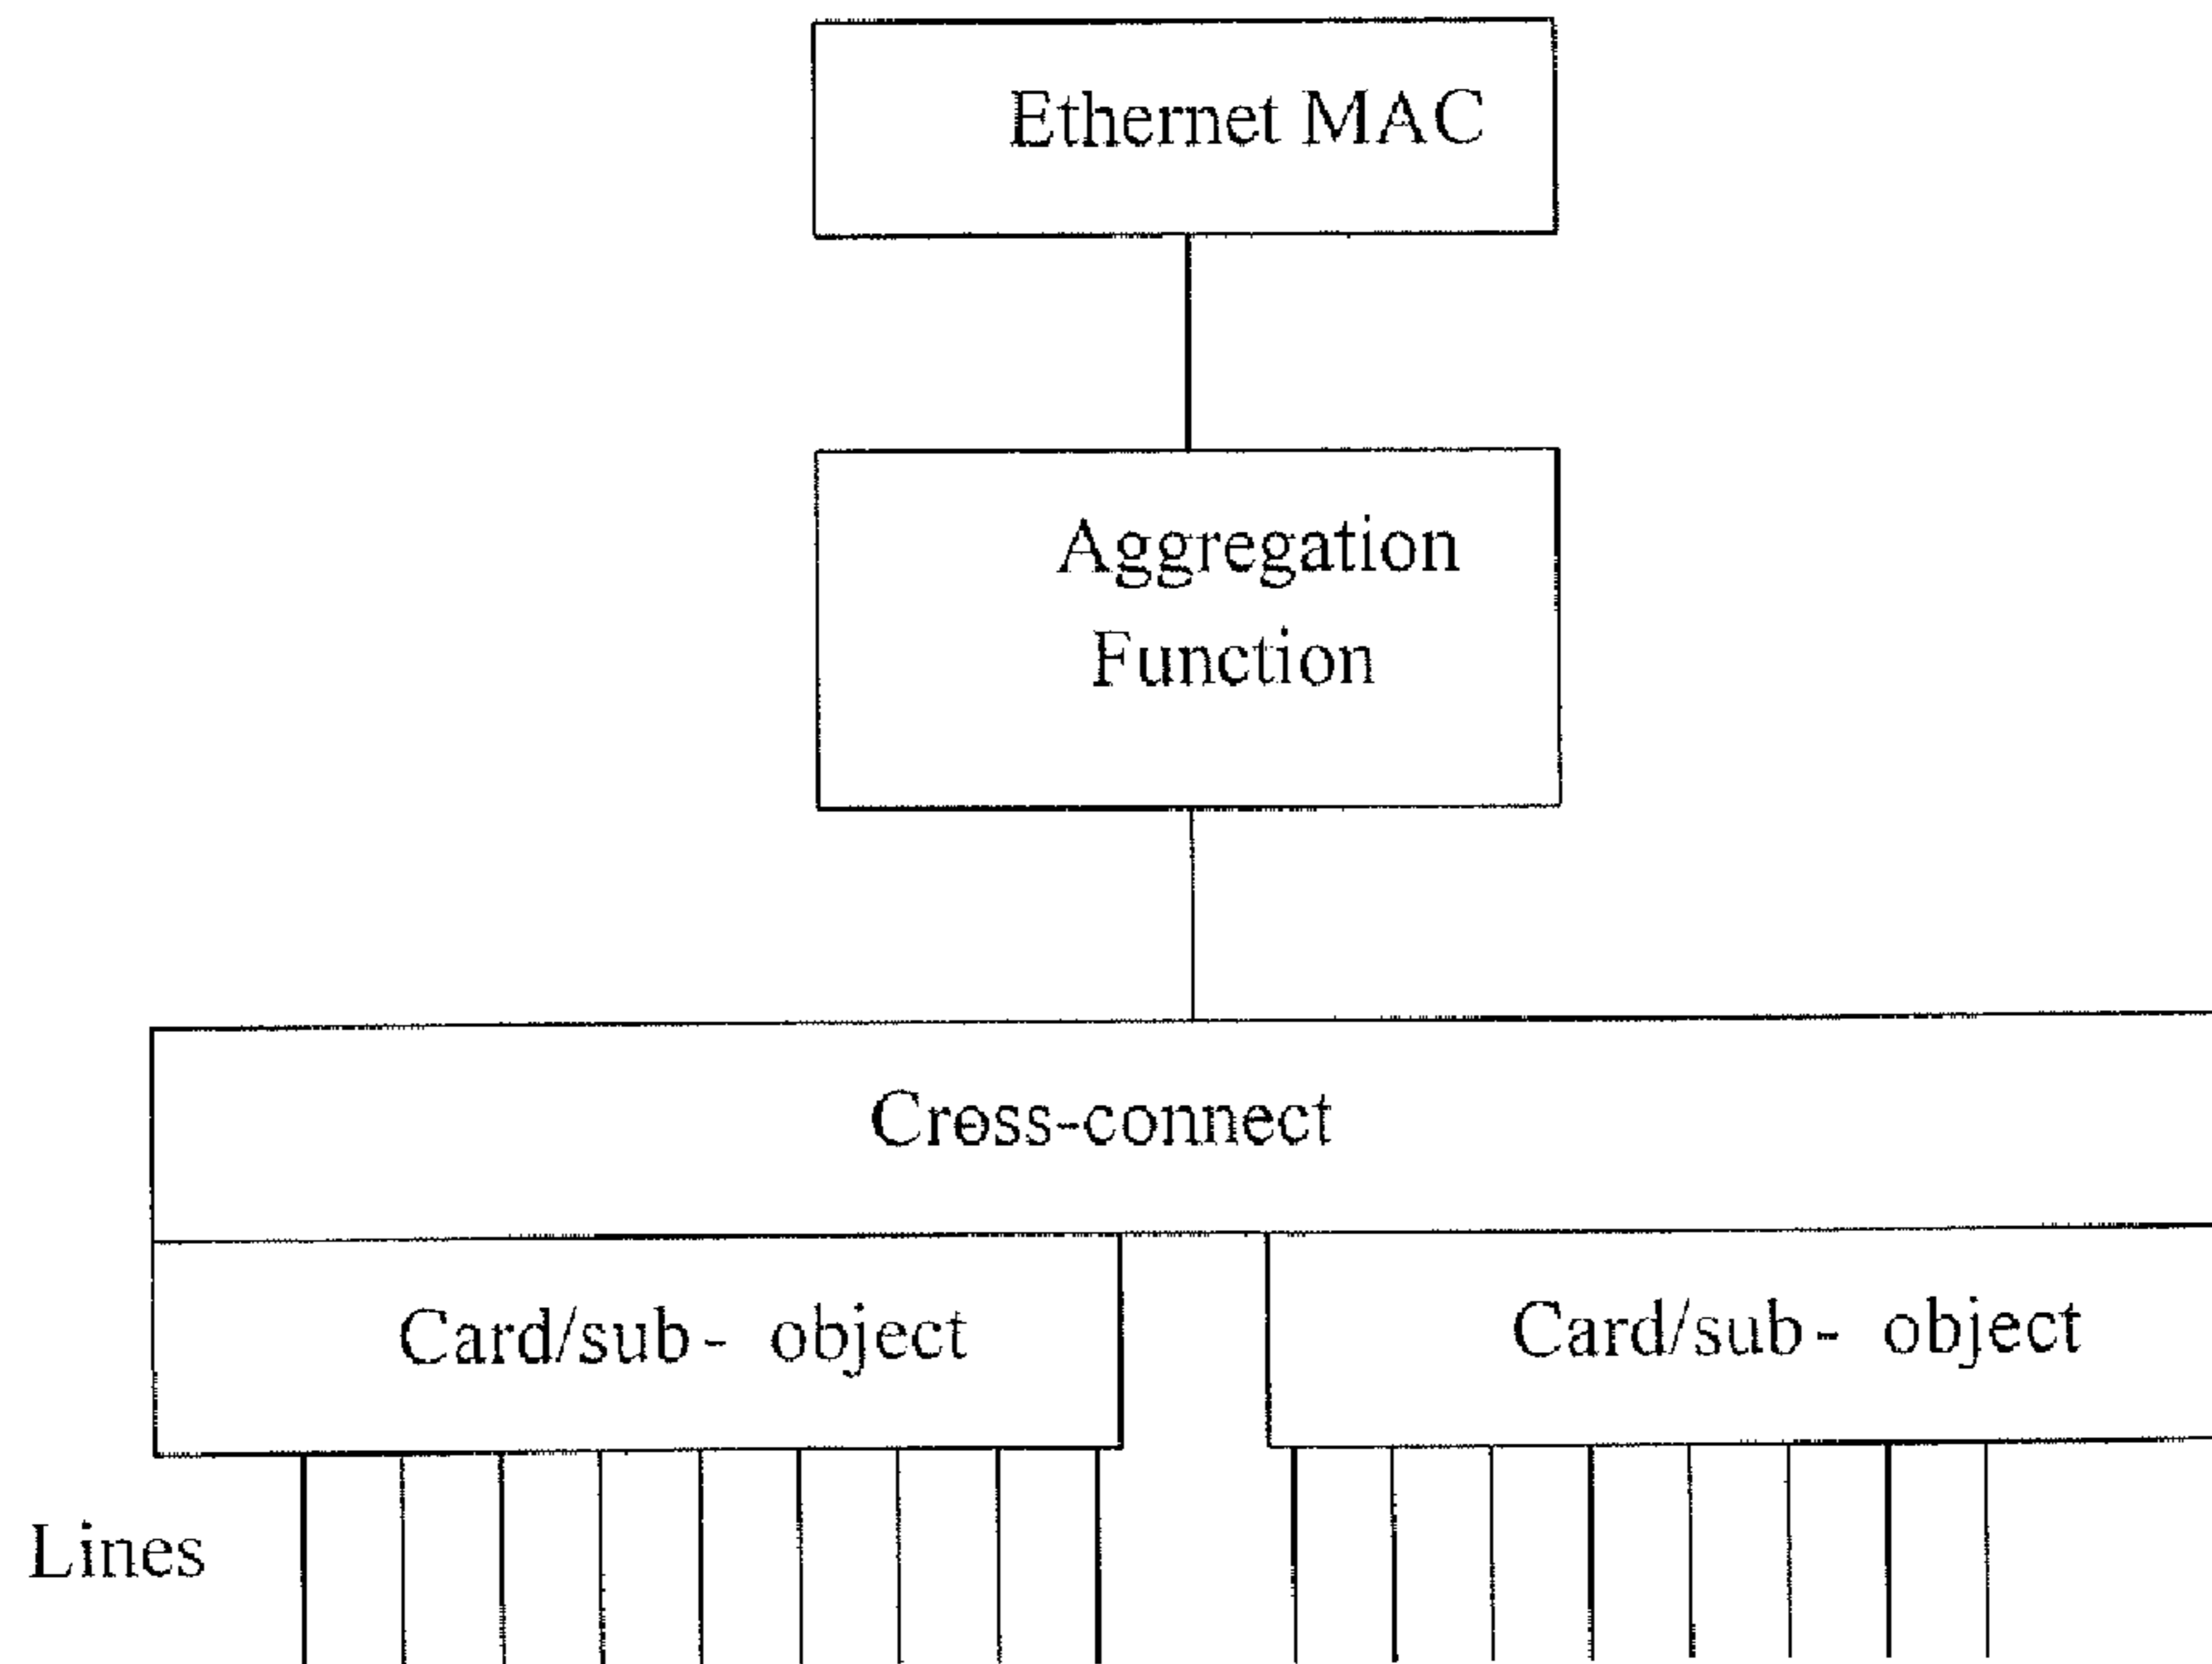 Ethernet MAC
Aggregation
Function
Cross-connect
Card/sub- object
Card/sub- object
Lines